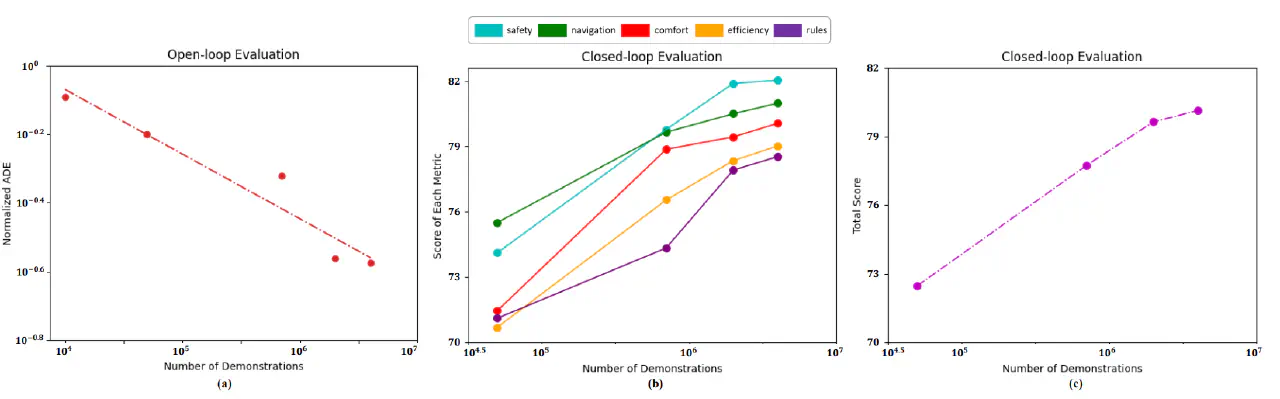 safety navigation comfort efficiency rules
Open-loop Evaluation
10^0
10^-0.2
10^-0.4
10^-0.6
10^-0.8
Normalized ADE
10^4 10^5 10^6 10^7
Number of Demonstrations
(a)
Closed-loop Evaluation
82
79
76
73
70
Score of Each Metric
10^4.5 10^5 10^6 10^7
Number of Demonstrations
(b)
Closed-loop Evaluation
82
79
76
73
70
Total Score
10^4.5 10^5 10^6 10^7
Number of Demonstrations
(c)